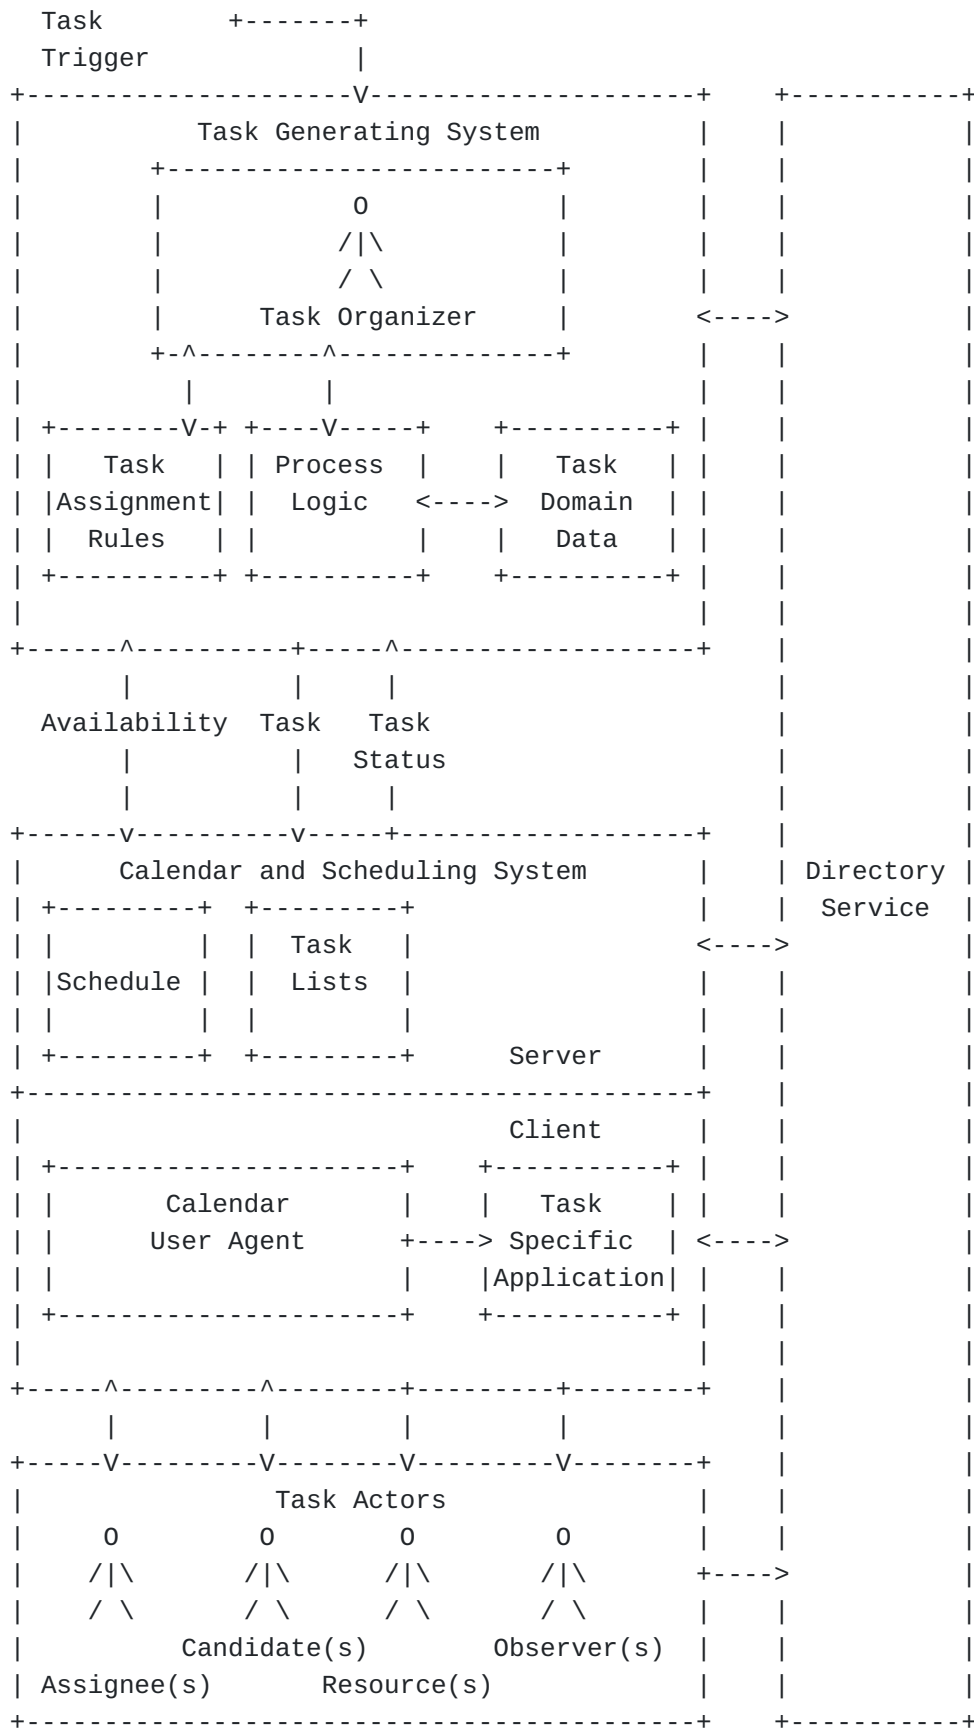 Task
Trigger
Task Generating System
Task Organizer
Task Process Task
Assignment Logic Domain
Rules Data
Availability Task Task
Status
Calendar and Scheduling System Directory
Service
Task
Schedule Lists
Server
Client
Calendar Task
User Agent Specific
Application
Task Actors
Candidate(s) Observer(s)
Assignee(s) Resource(s)